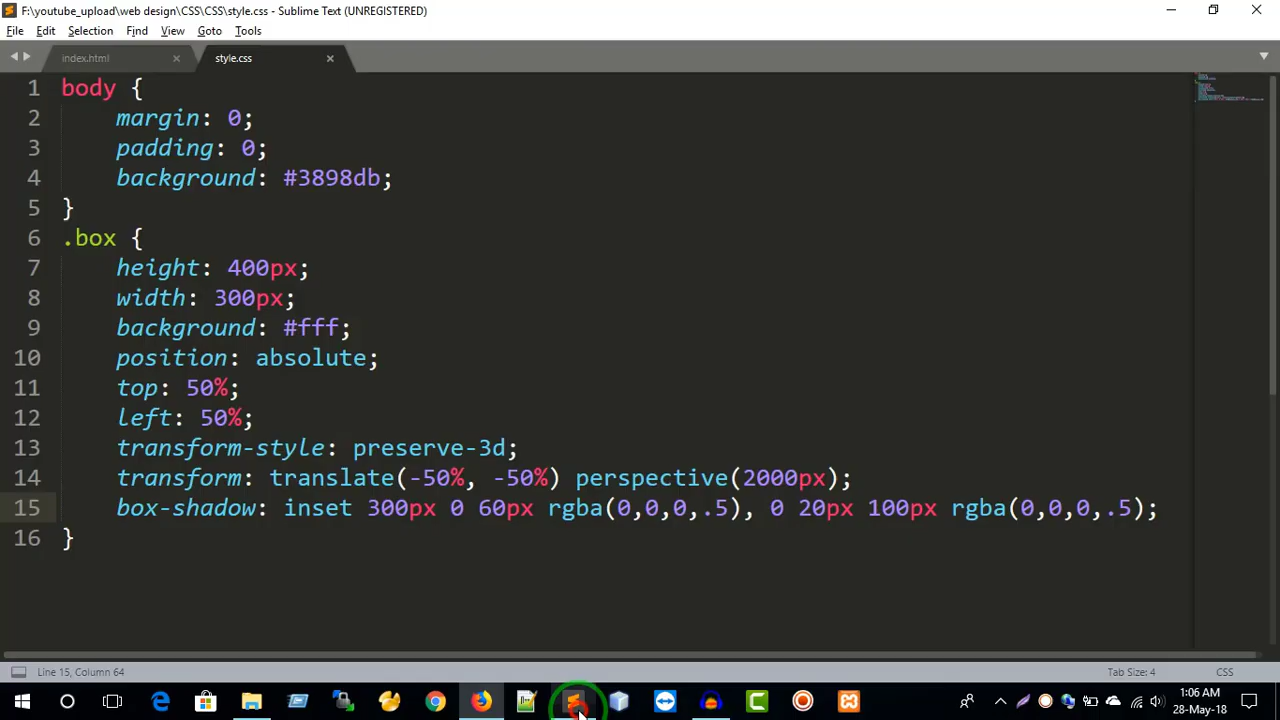 F:\youtube_upload\web design\CSS\CSS\style.css - Sublime Text (UNREGISTERED)
File Edit Selection Find View Goto Tools
index.html style.css
1 body {
2 margin: 0;
3 padding: 0;
4 background: #3898db;
5 }
6 .box {
7 height: 400px;
8 width: 300px;
9 background: #fff;
10 position: absolute;
11 top: 50%;
12 left: 50%;
13 transform-style: preserve-3d;
14 transform: translate(-50%, -50%) perspective(2000px);
15 box-shadow: inset 300px 0 60px rgba(0,0,0,.5), 0 20px 100px rgba(0,0,0,.5);
16 }
Line 15, Column 64 Tab Size: 4 CSS
1:06 AM
28-May-18